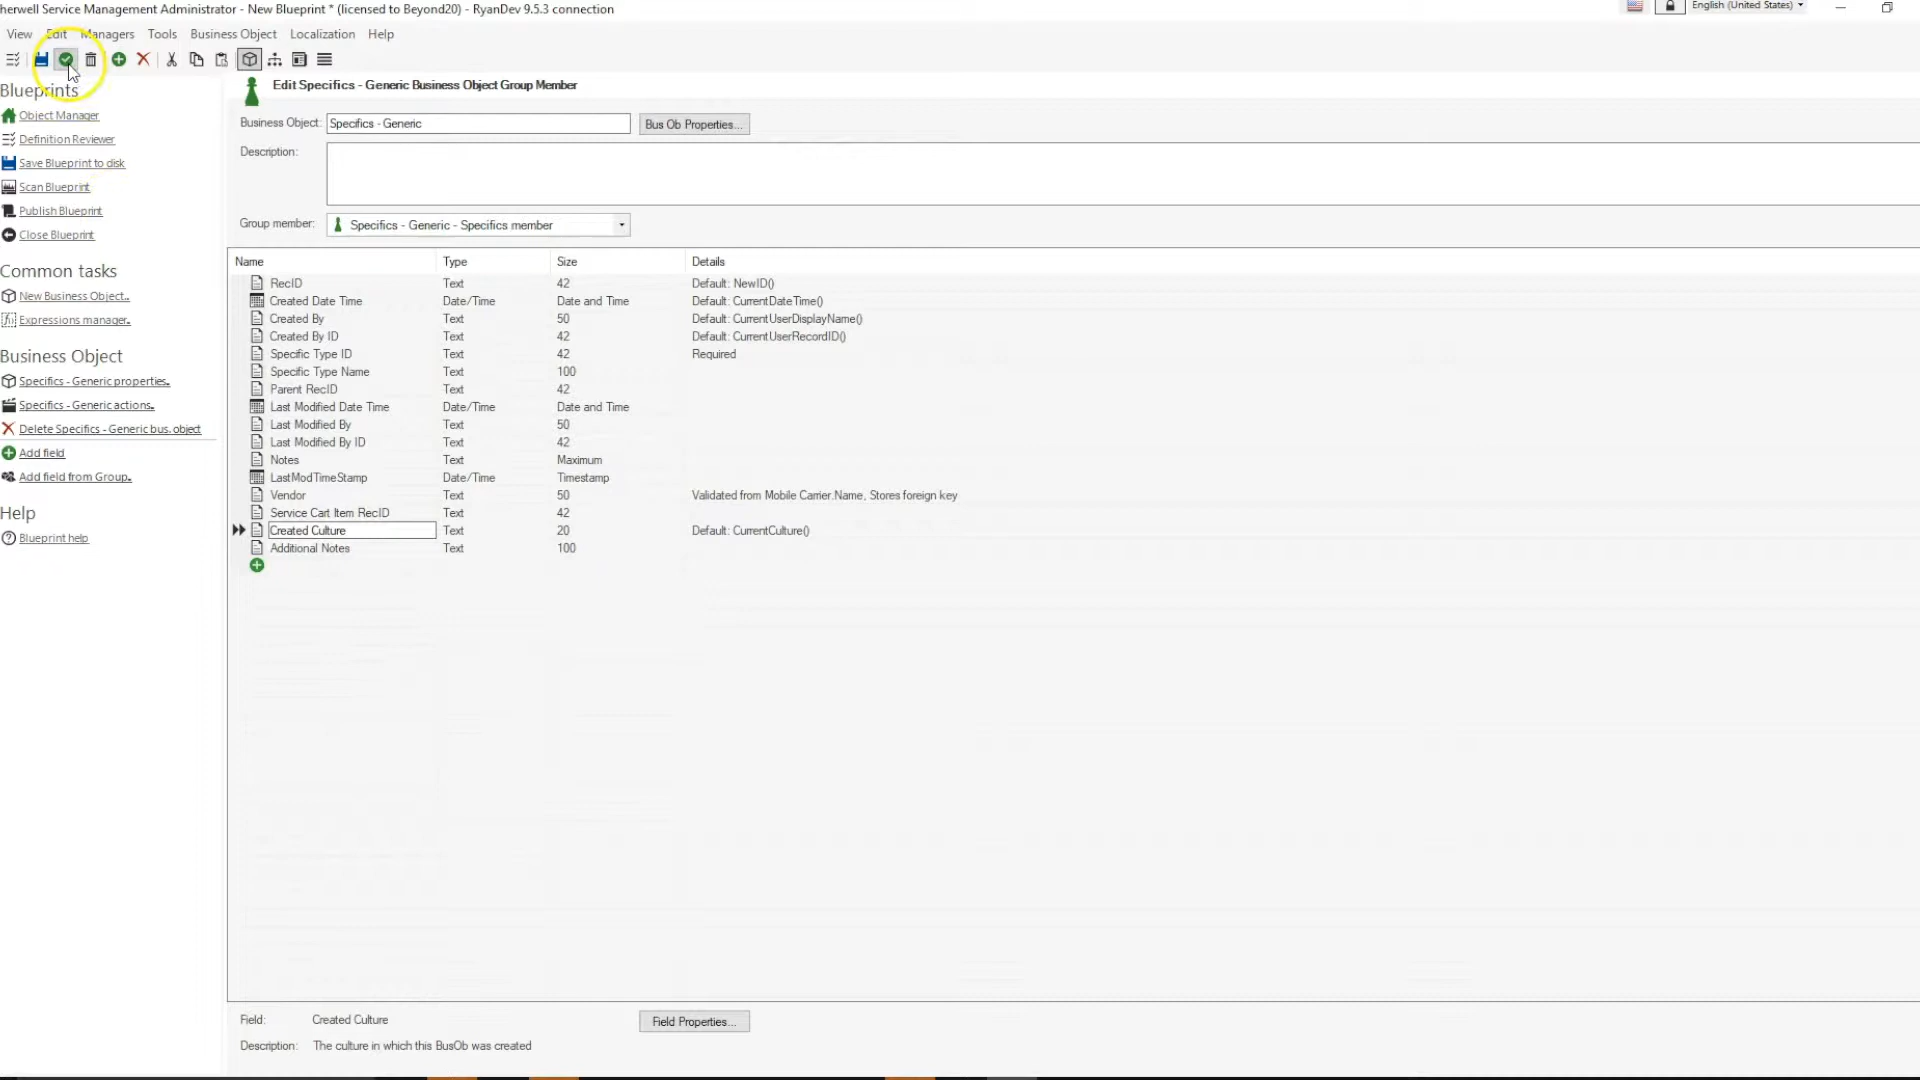 herwell Service Management Administrator - New Blueprint * (licensed to Beyond20) - RyanDev 9.5.3 connection
English (United States)
View Edit Managers Tools Business Object Localization Help
Blueprints
Object Manager
Definition Reviewer
Save Blueprint to disk
Scan Blueprint
Publish Blueprint
Close Blueprint
Common tasks
New Business Object...
Expressions manager...
Business Object
Specifics - Generic properties...
Specifics - Generic actions...
Delete Specifics - Generic bus. object
Add field
Add field from Group...
Help
Blueprint help
Edit Specifics - Generic Business Object Group Member
Business Object: Specifics - Generic Bus Ob Properties...
Description:
Group member: Specifics - Generic - Specifics member
Name Type Size Details
RecID Text 42 Default: NewID()
Created Date Time Date/Time Date and Time Default: CurrentDateTime()
Created By Text 50 Default: CurrentUserDisplayName()
Created By ID Text 42 Default: CurrentUserRecordID()
Specific Type ID Text 42 Required
Specific Type Name Text 100
Parent RecID Text 42
Last Modified Date Time Date/Time Date and Time
Last Modified By Text 50
Last Modified By ID Text 42
Notes Text Maximum
LastModTimeStamp Date/Time Timestamp
Vendor Text 50 Validated from Mobile Carrier.Name, Stores foreign key
Service Cart Item RecID Text 42
Created Culture Text 20 Default: CurrentCulture()
Additional Notes Text 100
Field: Created Culture Field Properties...
Description: The culture in which this BusOb was created